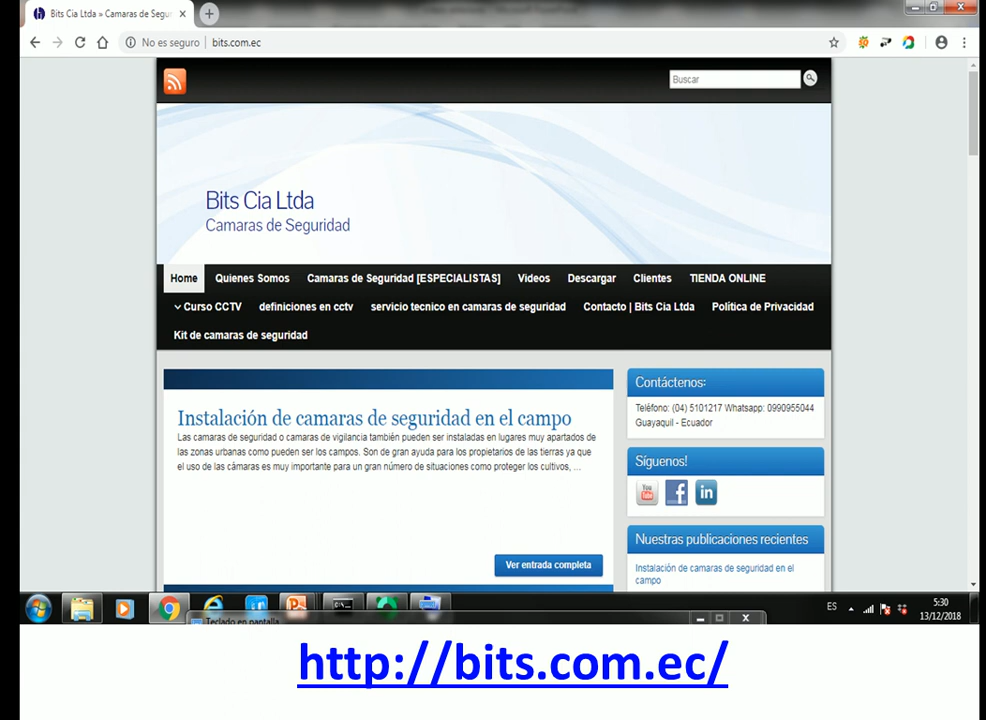 Bits Cia Ltda » Camaras de Segu
No es seguro | bits.com.ec
Buscar
Bits Cia Ltda
Camaras de Seguridad
Home Quienes Somos Camaras de Seguridad [ESPECIALISTAS] Videos Descargar Clientes TIENDA ONLINE
Curso CCTV definiciones en cctv servicio tecnico en camaras de seguridad Contacto | Bits Cia Ltda Política de Privacidad
Kit de camaras de seguridad
Instalación de camaras de seguridad en el campo
Las camaras de seguridad o camaras de vigilancia también pueden ser instaladas en lugares muy apartados de
las zonas urbanas como pueden ser los campos. Son de gran ayuda para los propietarios de las tierras ya que
el uso de las cámaras es muy importante para un gran número de situaciones como proteger los cultivos, ...
Ver entrada completa
Contáctenos:
Teléfono: (04) 5101217 Whatsapp: 0990955044
Guayaquil - Ecuador
Síguenos!
You
Tube
f
in
Nuestras publicaciones recientes
Instalación de camaras de seguridad en el
campo
ES
5:30
13/12/2018
Teclado en pantalla
http://bits.com.ec/